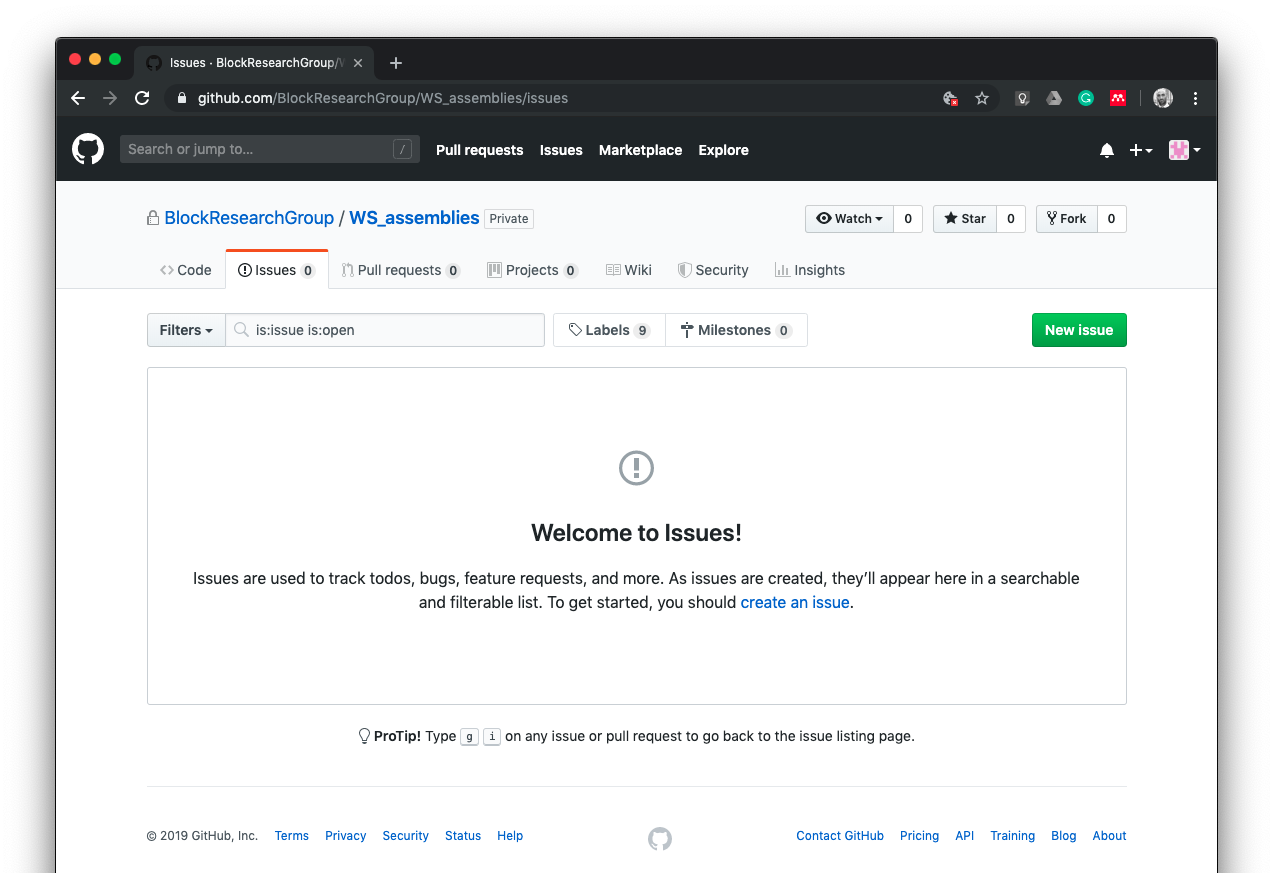 Issues · BlockResearchGroup/W
github.com/BlockResearchGroup/WS_assemblies/issues
Search or jump to… / Pull requests Issues Marketplace Explore
BlockResearchGroup / WS_assemblies Private Watch 0 Star 0 Fork 0
Code Issues 0 Pull requests 0 Projects 0 Wiki Security Insights
Filters is:issue is:open Labels 9 Milestones 0 New issue
Welcome to Issues!
Issues are used to track todos, bugs, feature requests, and more. As issues are created, they’ll appear here in a searchable
and filterable list. To get started, you should create an issue.
ProTip! Type g i on any issue or pull request to go back to the issue listing page.
© 2019 GitHub, Inc. Terms Privacy Security Status Help Contact GitHub Pricing API Training Blog About